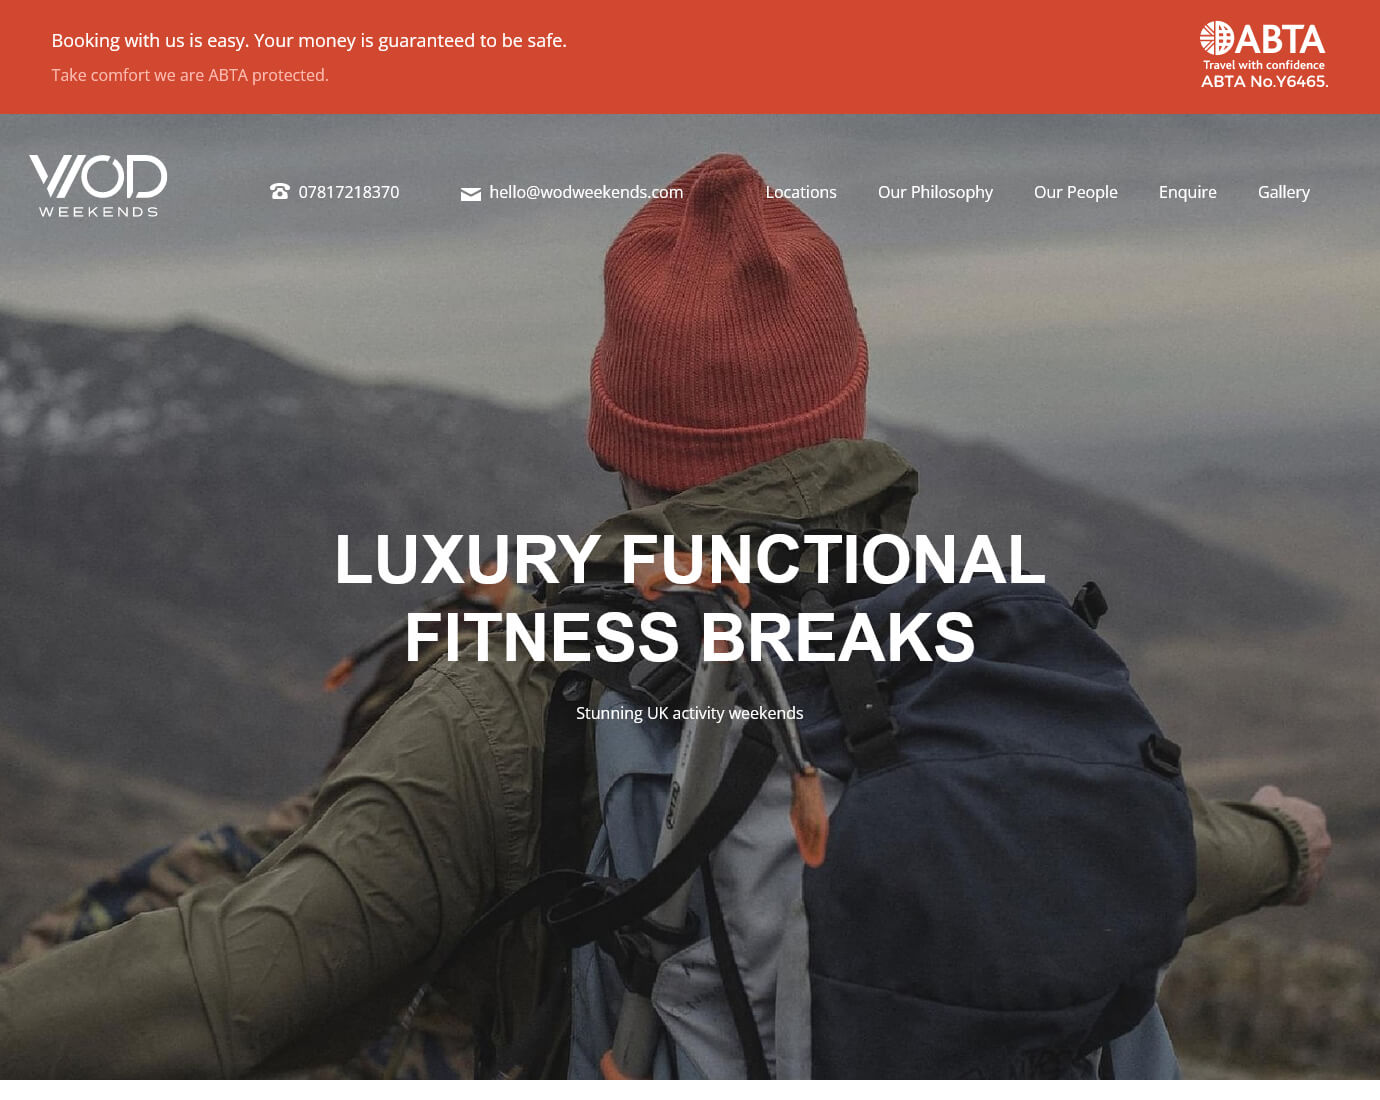 Booking with us is easy. Your money is guaranteed to be safe.
Take comfort we are ABTA protected.
ABTA
Travel with confidence
ABTA No.Y6465.
WOD
WEEKENDS
07817218370
hello@wodweekends.com
Locations
Our Philosophy
Our People
Enquire
Gallery
LUXURY FUNCTIONAL
FITNESS BREAKS
Stunning UK activity weekends